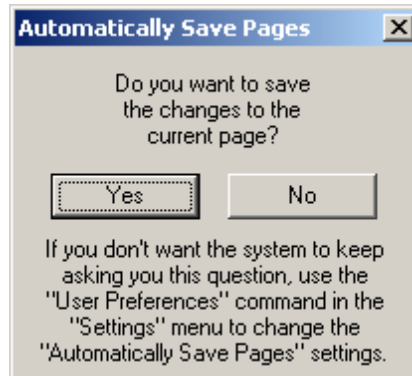 Automatically Save Pages
Do you want to save
the changes to the
current page?
Yes
No
If you don't want the system to keep
asking you this question, use the
"User Preferences" command in the
"Settings" menu to change the
"Automatically Save Pages" settings.